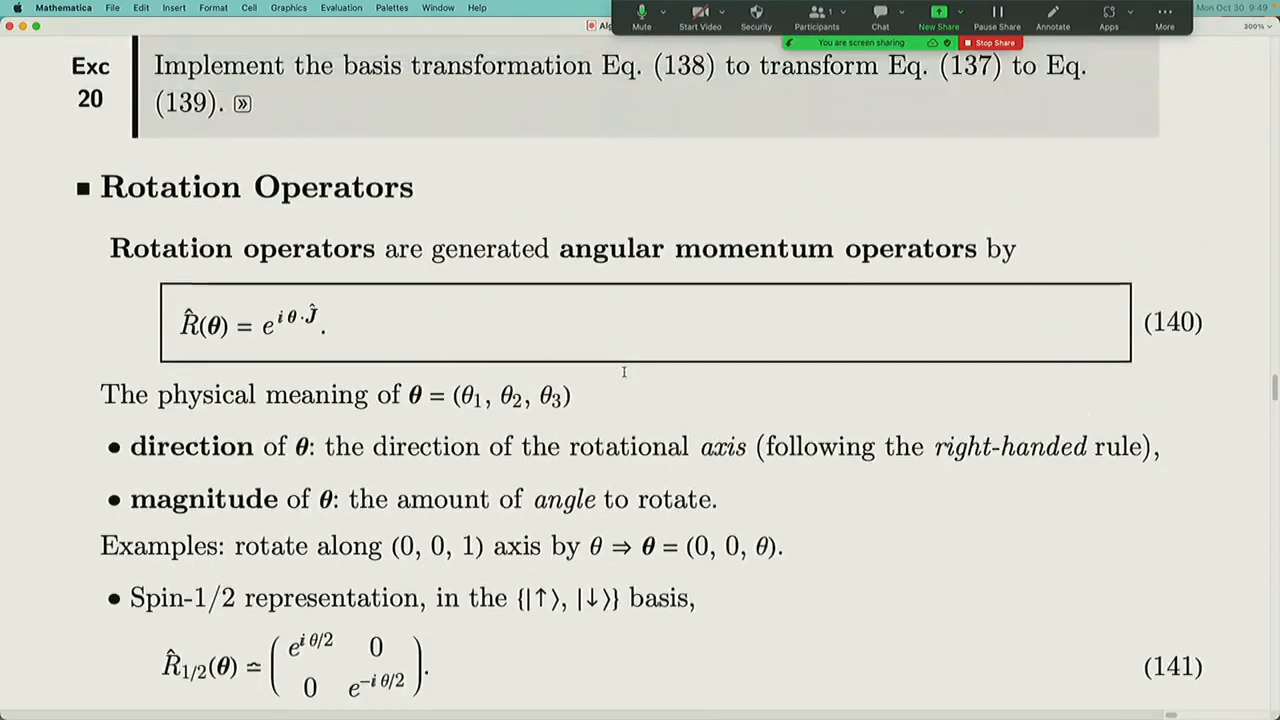 Mathematica File Edit Insert Format Cell Graphics Evaluation Palettes Window Help
Mon Oct 30 9:49
Mute Start Video Security Participants 1 Chat New Share Pause Share Annotate Apps More
You are screen sharing Stop Share
300%
Exc 20
Implement the basis transformation Eq. (138) to transform Eq. (137) to Eq.
(139). »
▪ Rotation Operators
Rotation operators are generated angular momentum operators by
R̂(θ) = e^{i θ·Ĵ}. (140)
The physical meaning of θ = (θ₁, θ₂, θ₃)
• direction of θ: the direction of the rotational axis (following the right-handed rule),
• magnitude of θ: the amount of angle to rotate.
Examples: rotate along (0, 0, 1) axis by θ ⇒ θ = (0, 0, θ).
• Spin-1/2 representation, in the {|↑⟩, |↓⟩} basis,
R̂_{1/2}(θ) ≏ ( e^{i θ/2} 0
0 e^{-i θ/2} ). (141)